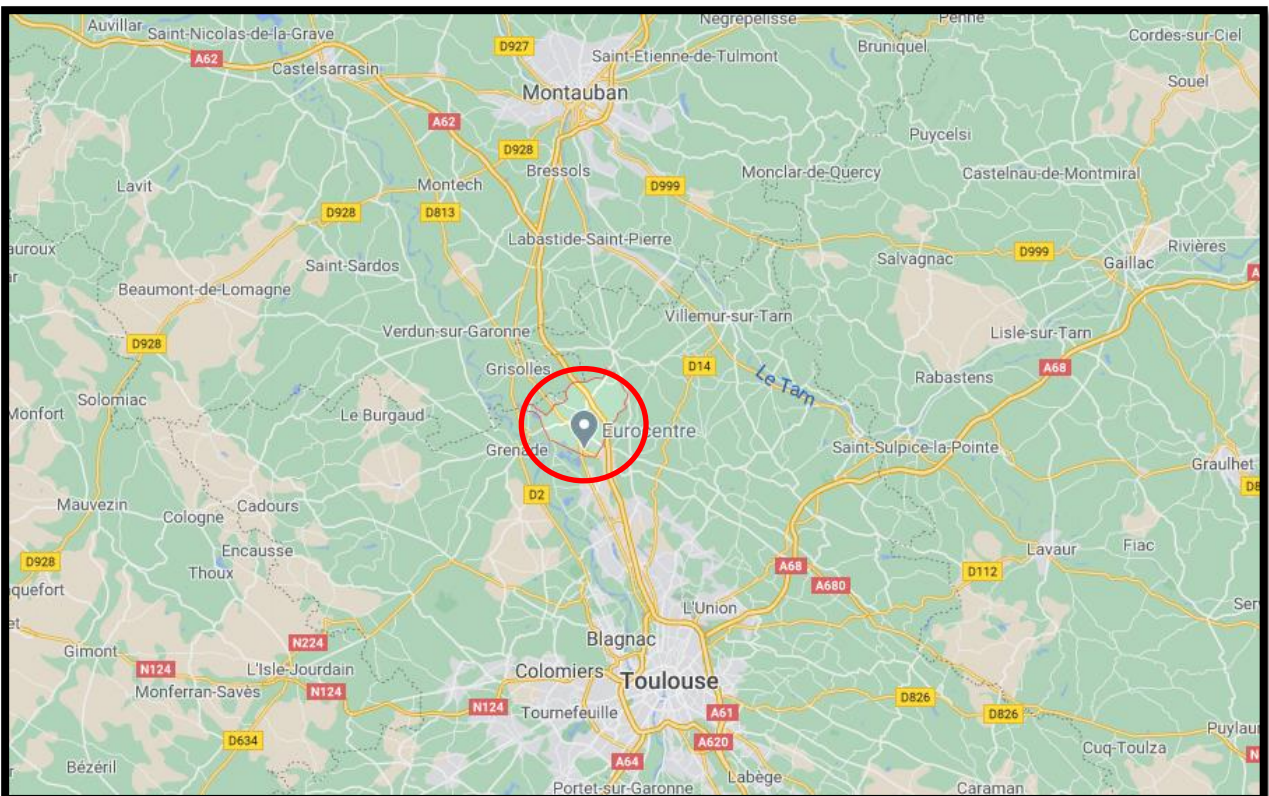 Auvillar
Saint-Nicolas-de-la-Grave
D927
Négrepelisse
Penne
Cordes-sur-Ciel
A62
Castelsarrasin
Saint-Etienne-de-Tulmont
Bruniquel
Souel
Montauban
A62
Puycelsi
D928
Bressols
Monclar-de-Quercy
Castelnau-de-Montmiral
Lavit
Montech
D999
D928
D813
Labastide-Saint-Pierre
auroux
Saint-Sardos
Salvagnac
D999
Rivières
Gaillac
Beaumont-de-Lomagne
Villemur-sur-Tarn
Verdun-sur-Garonne
Lisle-sur-Tarn
D928
Grisolles
D14
Le Tarn
Rabastens
A68
Solomiac
Monfort
Le Burgaud
Eurocentre
Grenade
Saint-Sulpice-la-Pointe
Graulhet
D2
Mauvezin
Cologne
Cadours
Encausse
Thoux
D928
Lavaur
Fiac
A68
D112
A680
quefort
L'Union
N224
Blagnac
Gimont
N124
L'Isle-Jourdain
Colomiers
Toulouse
Monferran-Savès
N124
N124
Tournefeuille
A61
D826
D826
D634
A620
Puylau
Cuq-Toulza
Bézéril
A64
Labège
Portet-sur-Garonne
Caraman